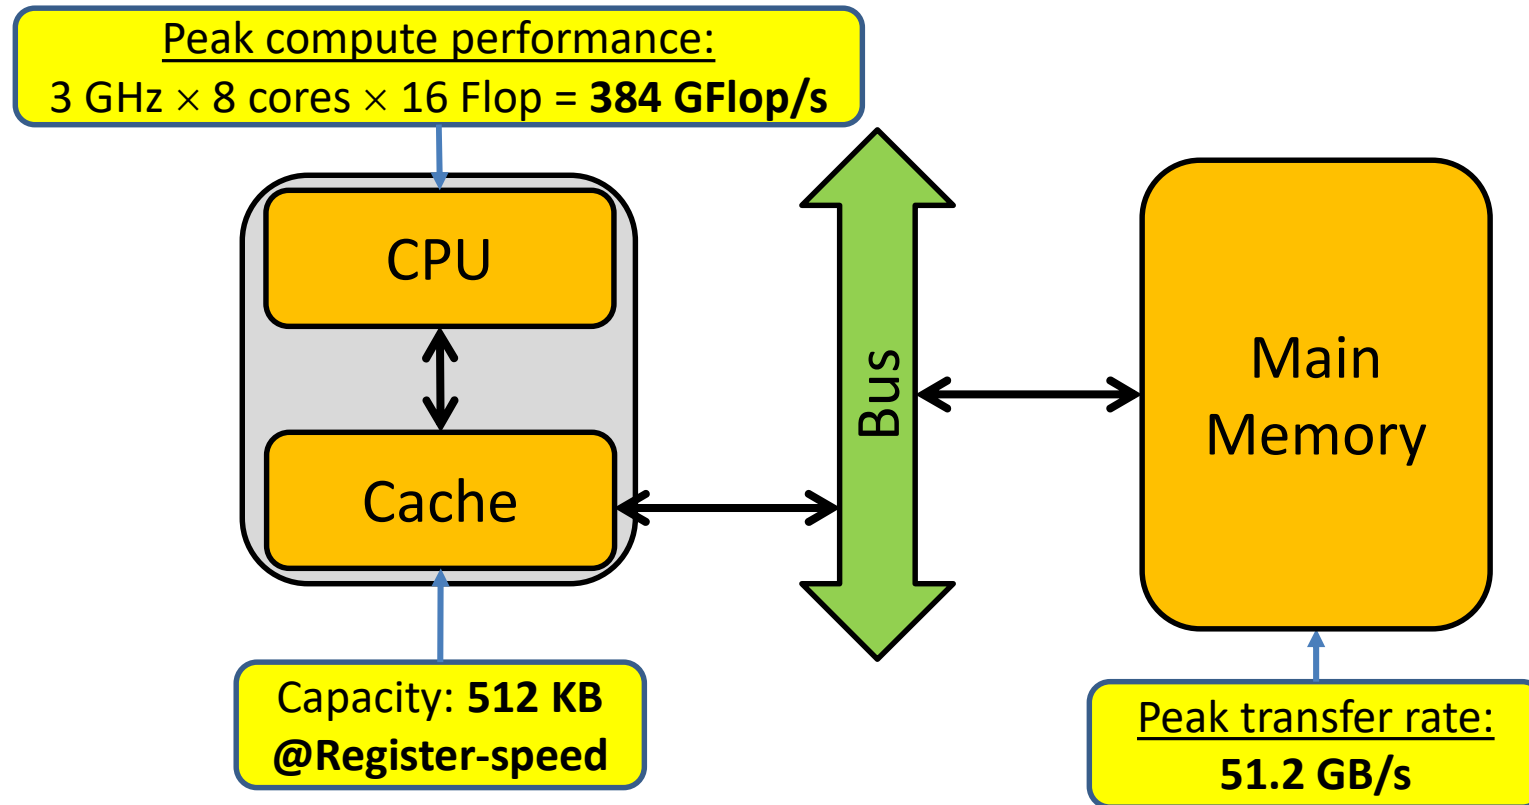 Peak compute performance:
3 GHz × 8 cores × 16 Flop = 384 GFlop/s
CPU
Cache
Bus
Main
Memory
Capacity: 512 KB
@Register-speed
Peak transfer rate:
51.2 GB/s